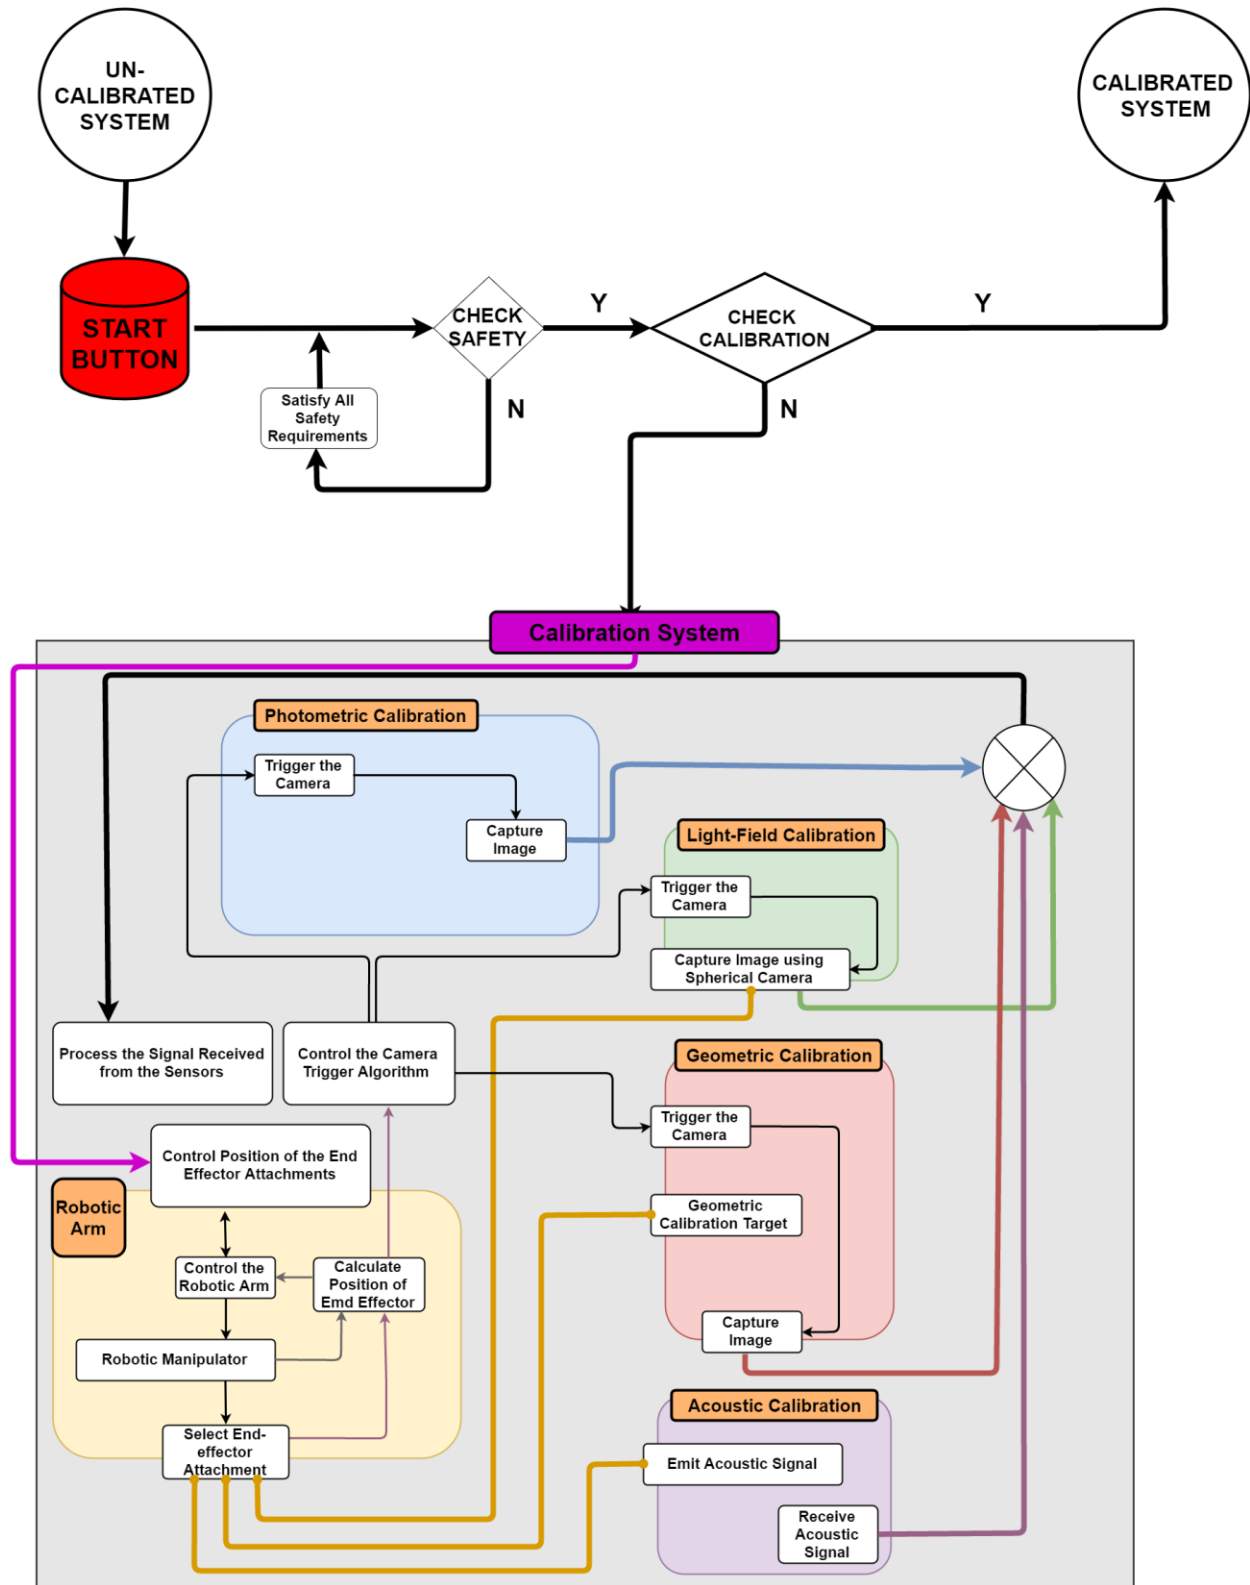 UN-
CALIBRATED
SYSTEM
CALIBRATED
SYSTEM
START
BUTTON
CHECK
SAFETY
Y
CHECK
CALIBRATION
Y
Satisfy All
Safety
Requirements
N
N
Calibration System
Photometric Calibration
Trigger the
Camera
Capture
Image
Light-Field Calibration
Trigger the
Camera
Capture Image using
Spherical Camera
Process the Signal Received
from the Sensors
Control the Camera
Trigger Algorithm
Geometric Calibration
Trigger the
Camera
Geometric
Calibration Target
Capture
Image
Control Position of the End
Effector Attachments
Robotic
Arm
Control the
Robotic Arm
Calculate
Position of
Emd Effector
Robotic Manipulator
Select End-
effector
Attachment
Acoustic Calibration
Emit Acoustic Signal
Receive
Acoustic
Signal